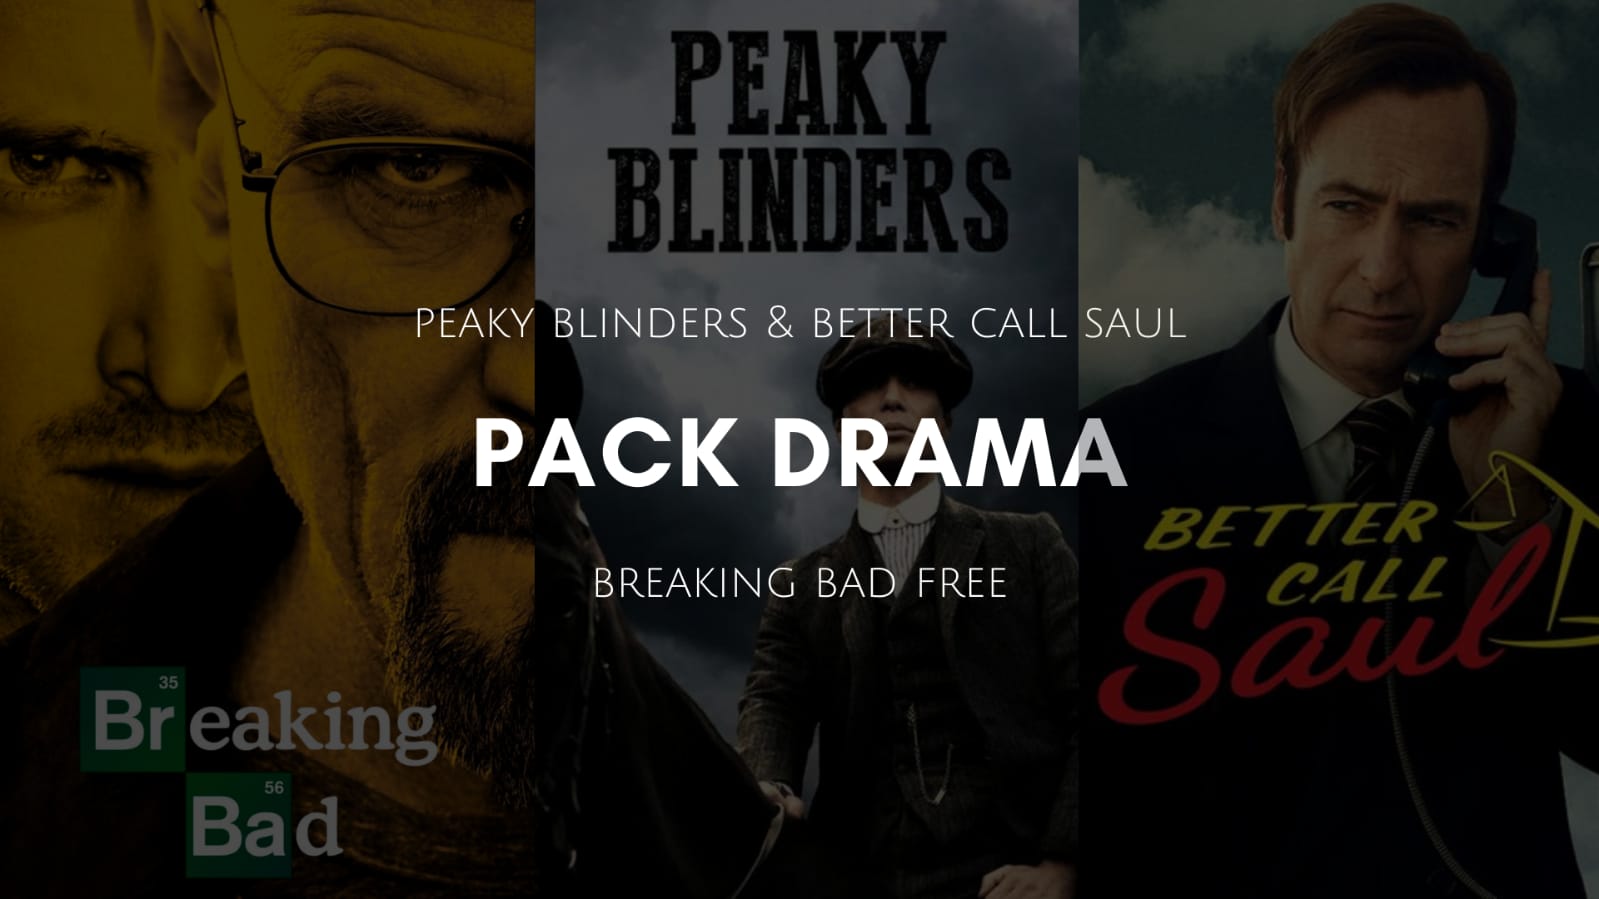 PEAKY
BLINDERS
PEAKY BLINDERS & BETTER CALL SAUL
PACK DRAMA
BREAKING BAD FREE
BETTER
CALL
Saul
35
Breaking
56
Bad